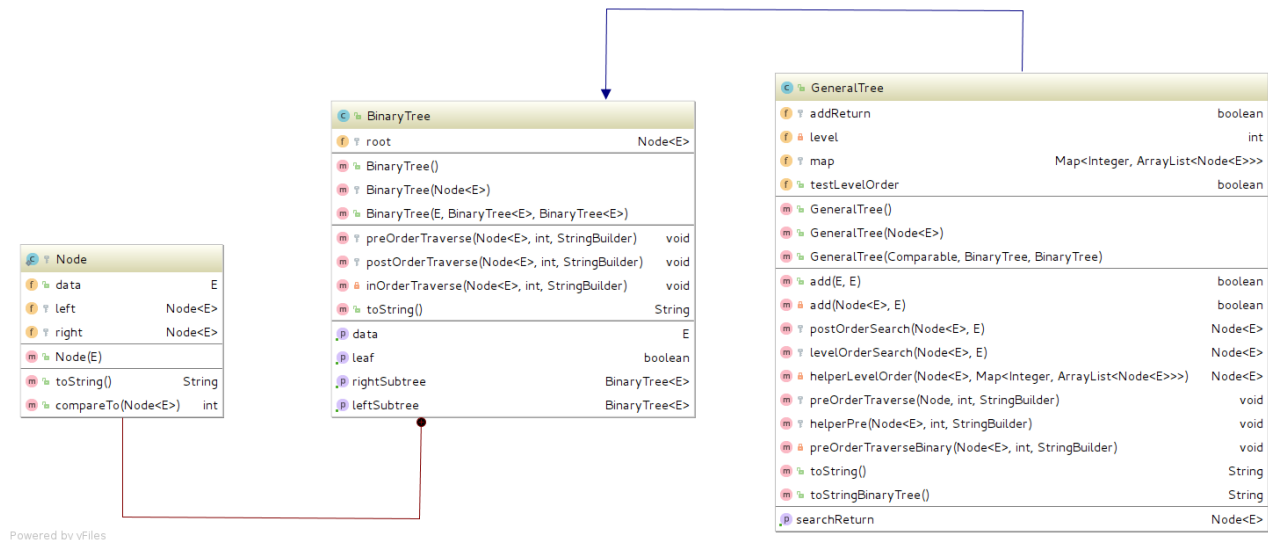 Node
data E
left Node<E>
right Node<E>
Node(E)
toString() String
compareTo(Node<E>) int
BinaryTree
root Node<E>
BinaryTree()
BinaryTree(Node<E>)
BinaryTree(E, BinaryTree<E>, BinaryTree<E>)
preOrderTraverse(Node<E>, int, StringBuilder) void
postOrderTraverse(Node<E>, int, StringBuilder) void
inOrderTraverse(Node<E>, int, StringBuilder) void
toString() String
data E
leaf boolean
rightSubtree BinaryTree<E>
leftSubtree BinaryTree<E>
GeneralTree
addReturn boolean
level int
map Map<Integer, ArrayList<Node<E>>>
testLevelOrder boolean
GeneralTree()
GeneralTree(Node<E>)
GeneralTree(Comparable, BinaryTree, BinaryTree)
add(E, E) boolean
add(Node<E>, E) boolean
postOrderSearch(Node<E>, E) Node<E>
levelOrderSearch(Node<E>, E) Node<E>
helperLevelOrder(Node<E>, Map<Integer, ArrayList<Node<E>>>) Node<E>
preOrderTraverse(Node, int, StringBuilder) void
helperPre(Node<E>, int, StringBuilder) void
preOrderTraverseBinary(Node<E>, int, StringBuilder) void
toString() String
toStringBinaryTree() String
searchReturn Node<E>
Powered by yFiles